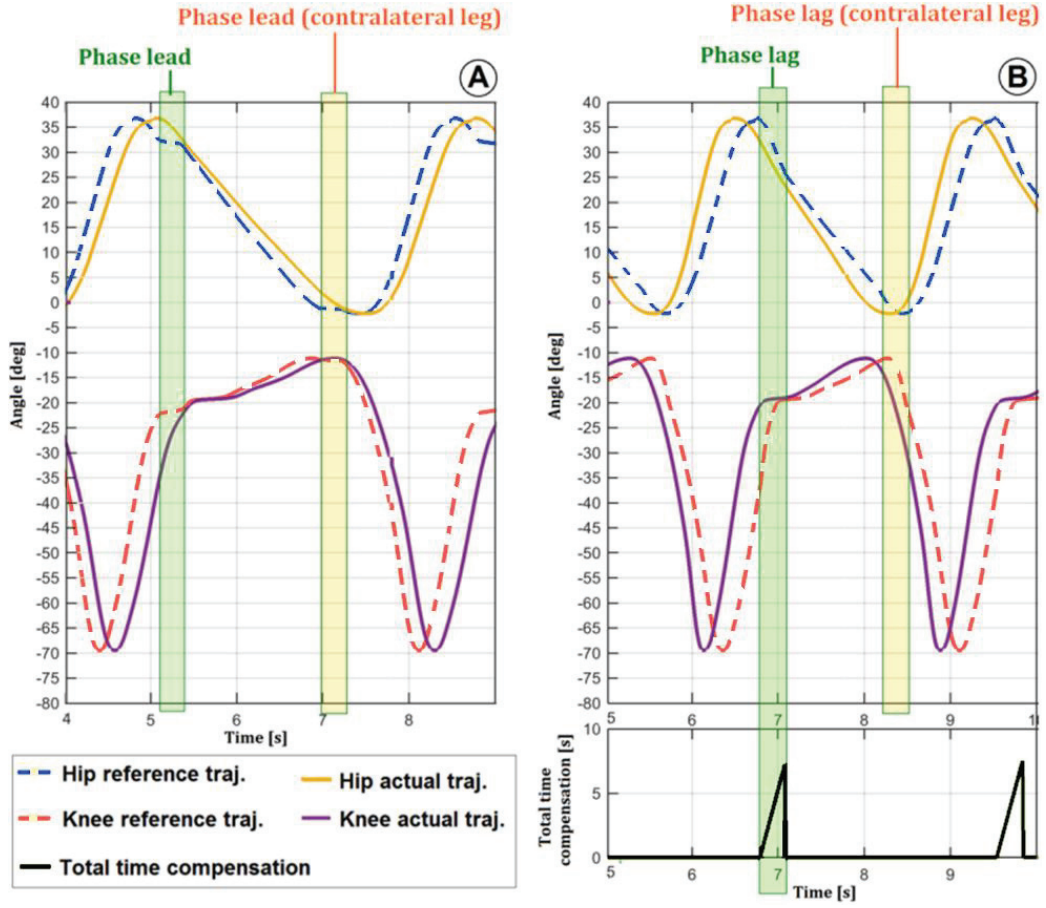 Phase lead (contralateral leg)
Phase lead
A
40
35
30
25
20
15
10
5
0
-5
-10
-15
-20
-25
-30
-35
-40
-45
-50
-55
-60
-65
-70
-75
-80
Angle [deg]
4 5 6 7 8
Time [s]
Phase lag (contralateral leg)
Phase lag
B
40
35
30
25
20
15
10
5
0
-5
-10
-15
-20
-25
-30
-35
-40
-45
-50
-55
-60
-65
-70
-75
-80
Angle [deg]
5 6 7 8 9 10
10
5
0
Total time
compensation [s]
5 6 7 8 9 10
Time [s]
Hip reference traj.
Hip actual traj.
Knee reference traj.
Knee actual traj.
Total time compensation